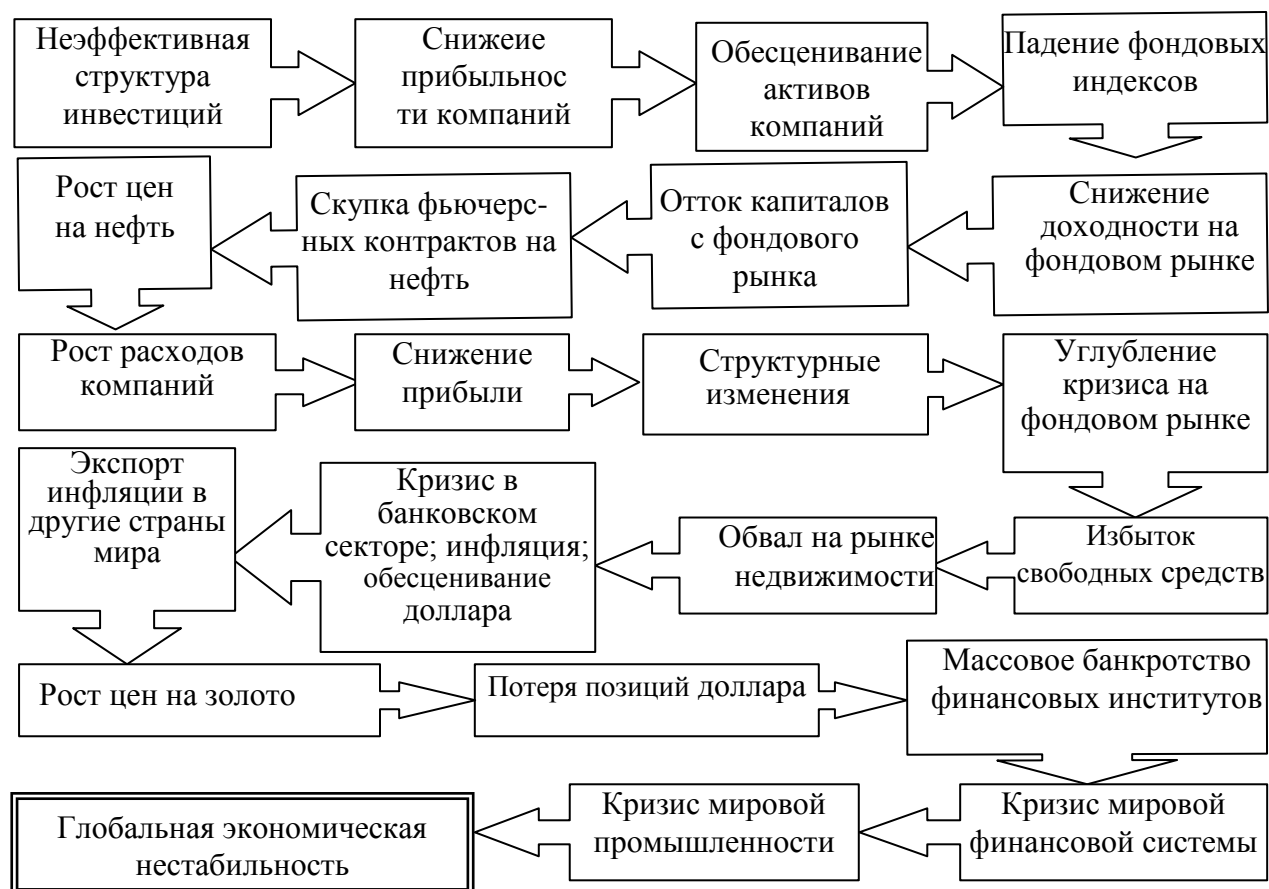 Неэффективная
структура
инвестиций
Снижеие
прибыльнос
ти компаний
Обесценивание
активов
компаний
Падение фондовых
индексов
Рост цен
на нефть
Скупка фьючерс-
ных контрактов на
нефть
Отток капиталов
с фондового
рынка
Снижение
доходности на
фондовом рынке
Рост расходов
компаний
Снижение
прибыли
Структурные
изменения
Углубление
кризиса на
фондовом рынке
Экспорт
инфляции в
другие страны
мира
Кризис в
банковском
секторе; инфляция;
обесценивание
доллара
Обвал на рынке
недвижимости
Избыток
свободных средств
Рост цен на золото
Потеря позиций доллара
Массовое банкротство
финансовых институтов
Глобальная экономическая
нестабильность
Кризис мировой
промышленности
Кризис мировой
финансовой системы